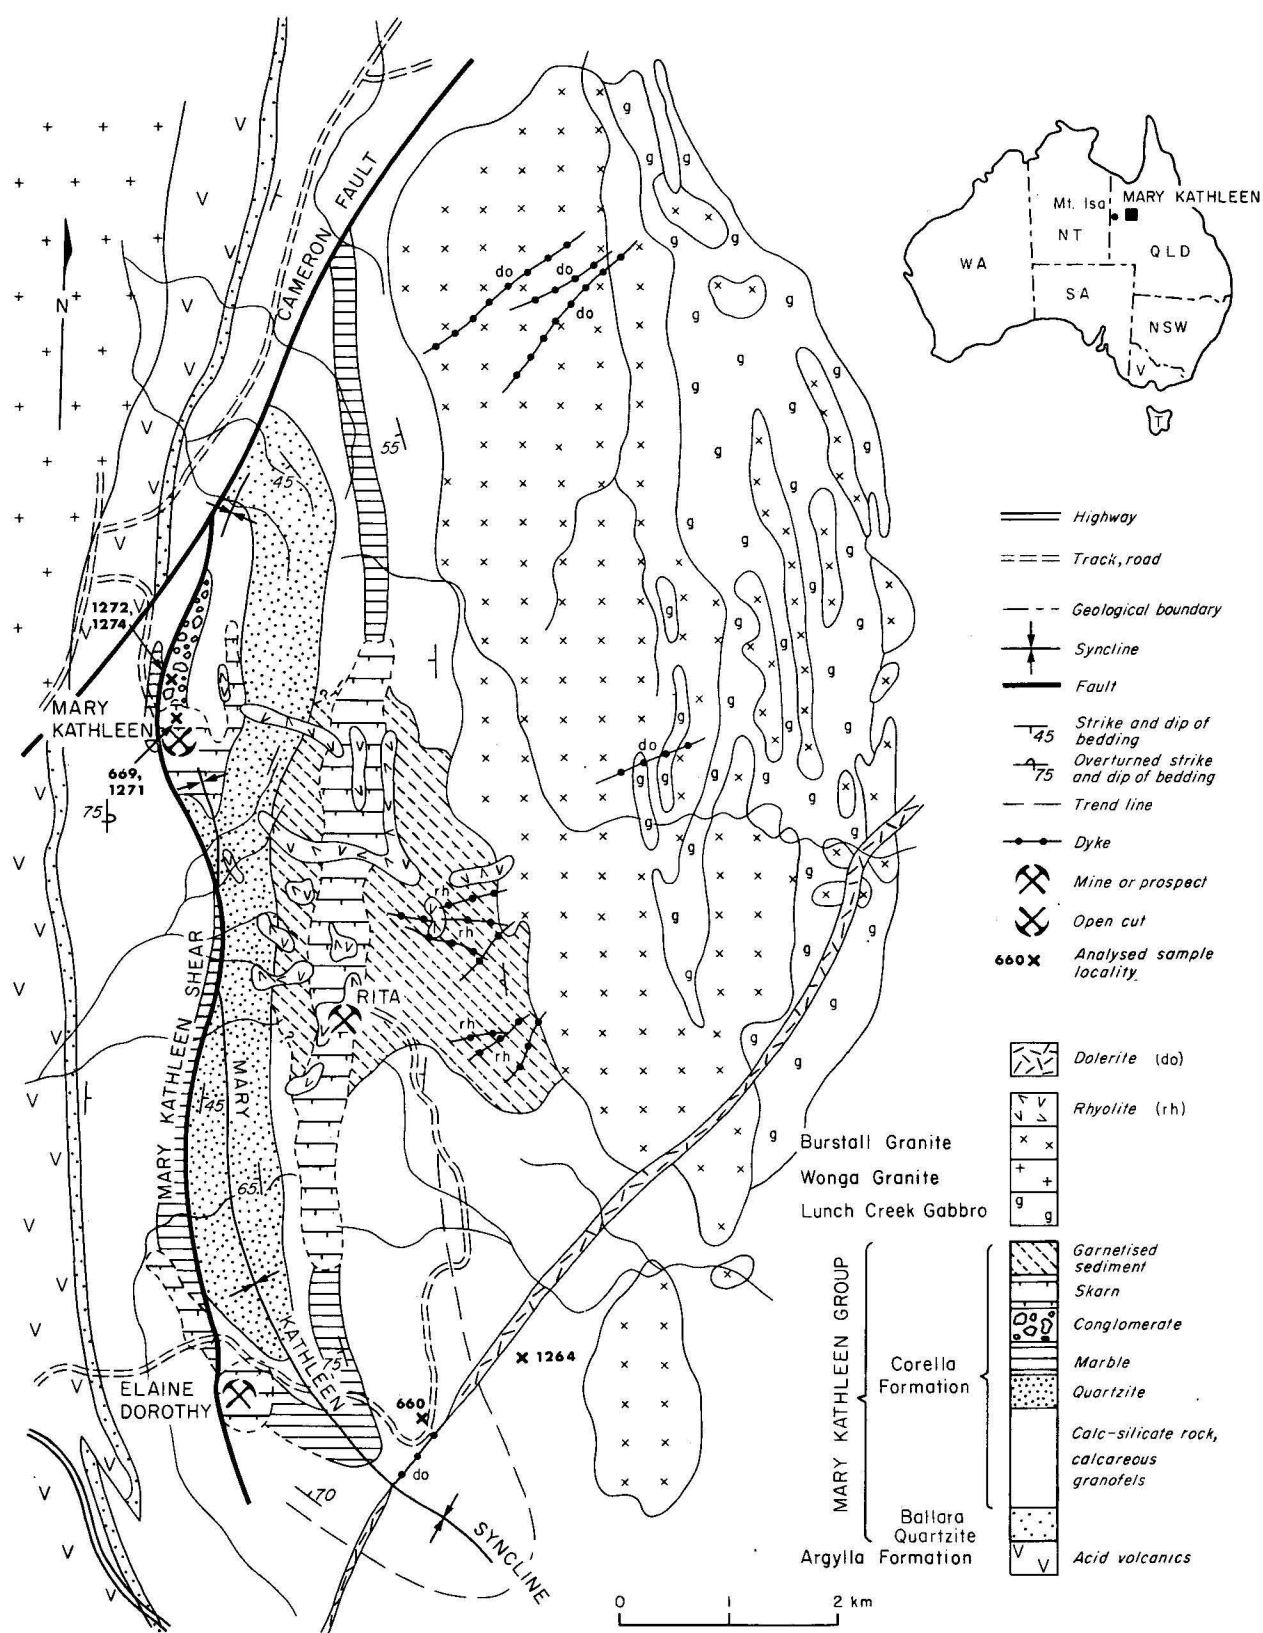 CAMERON FAULT
N
do
do
do
55
45
1272,
1274
MARY
KATHLEEN
669,
1271
75
do
rh
rh
RITA
rh
rh
MARY KATHLEEN SHEAR
MARY
KATHLEEN
SYNCLINE
45
65
75
ELAINE
DOROTHY
660
1264
do
70
0 1 2 km
Mt. Isa
MARY KATHLEEN
WA
NT
QLD
SA
NSW
V
T
Highway
Track, road
Geological boundary
Syncline
Fault
45
Strike and dip of
bedding
75
Overturned strike
and dip of bedding
Trend line
Dyke
Mine or prospect
Open cut
660 x
Analysed sample
locality
Dolerite (do)
Rhyolite (rh)
Burstall Granite
Wonga Granite
Lunch Creek Gabbro
MARY KATHLEEN GROUP
Corella
Formation
Garnetised
sediment
Skarn
Conglomerate
Marble
Quartzite
Calc-silicate rock,
calcareous
granofels
Ballara
Quartzite
Argylla Formation
Acid volcanics